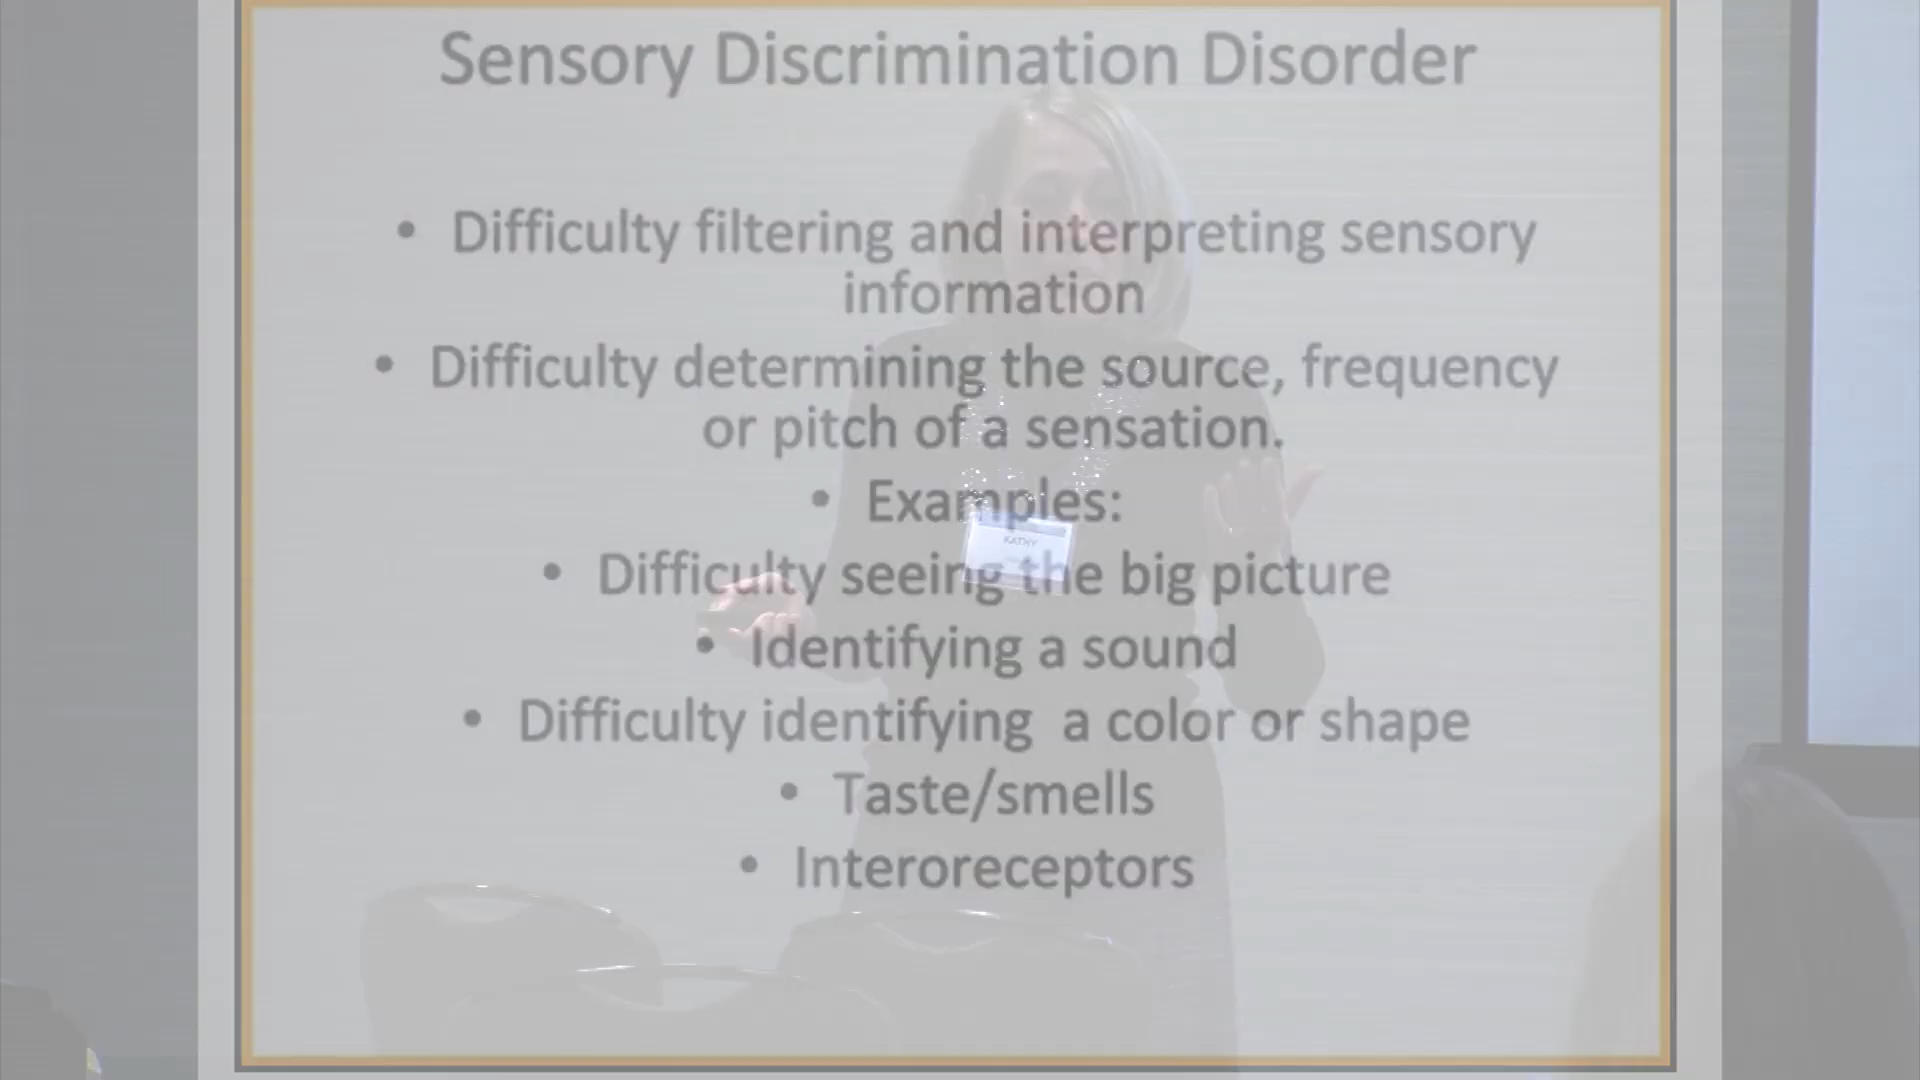 Sensory Discrimination Disorder
• Difficulty filtering and interpreting sensory
information
• Difficulty determining the source, frequency
or pitch of a sensation.
• Examples:
KATHY
• Difficulty seeing the big picture
• Identifying a sound
• Difficulty identifying a color or shape
• Taste/smells
• Interoreceptors